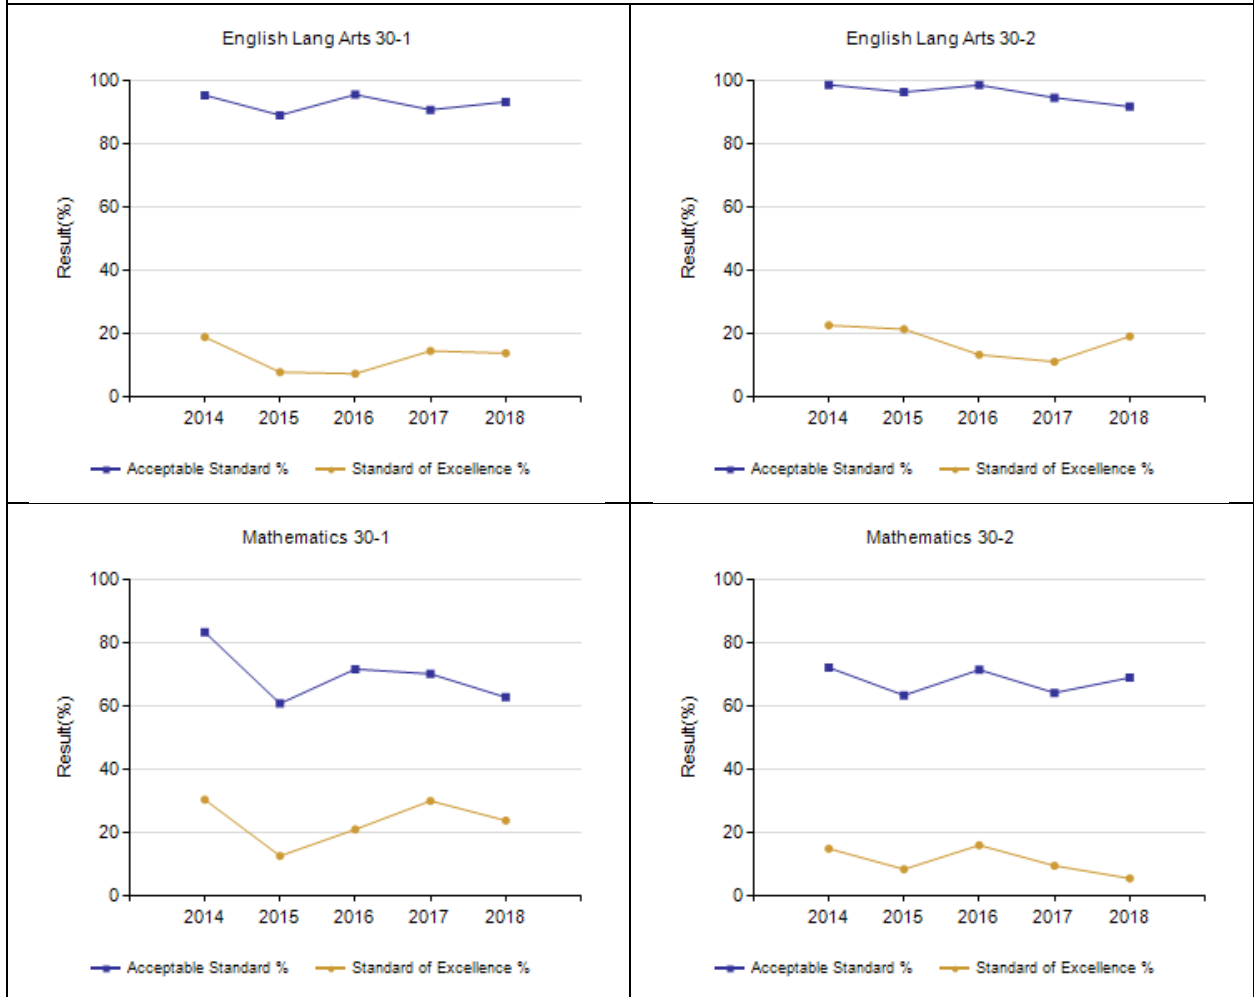 English Lang Arts 30-1
100
80
60
40
20
0
Result(%)
2014 2015 2016 2017 2018
Acceptable Standard % Standard of Excellence %
English Lang Arts 30-2
100
80
60
40
20
0
Result(%)
2014 2015 2016 2017 2018
Acceptable Standard % Standard of Excellence %
Mathematics 30-1
100
80
60
40
20
0
Result(%)
2014 2015 2016 2017 2018
Acceptable Standard % Standard of Excellence %
Mathematics 30-2
100
80
60
40
20
0
Result(%)
2014 2015 2016 2017 2018
Acceptable Standard % Standard of Excellence %